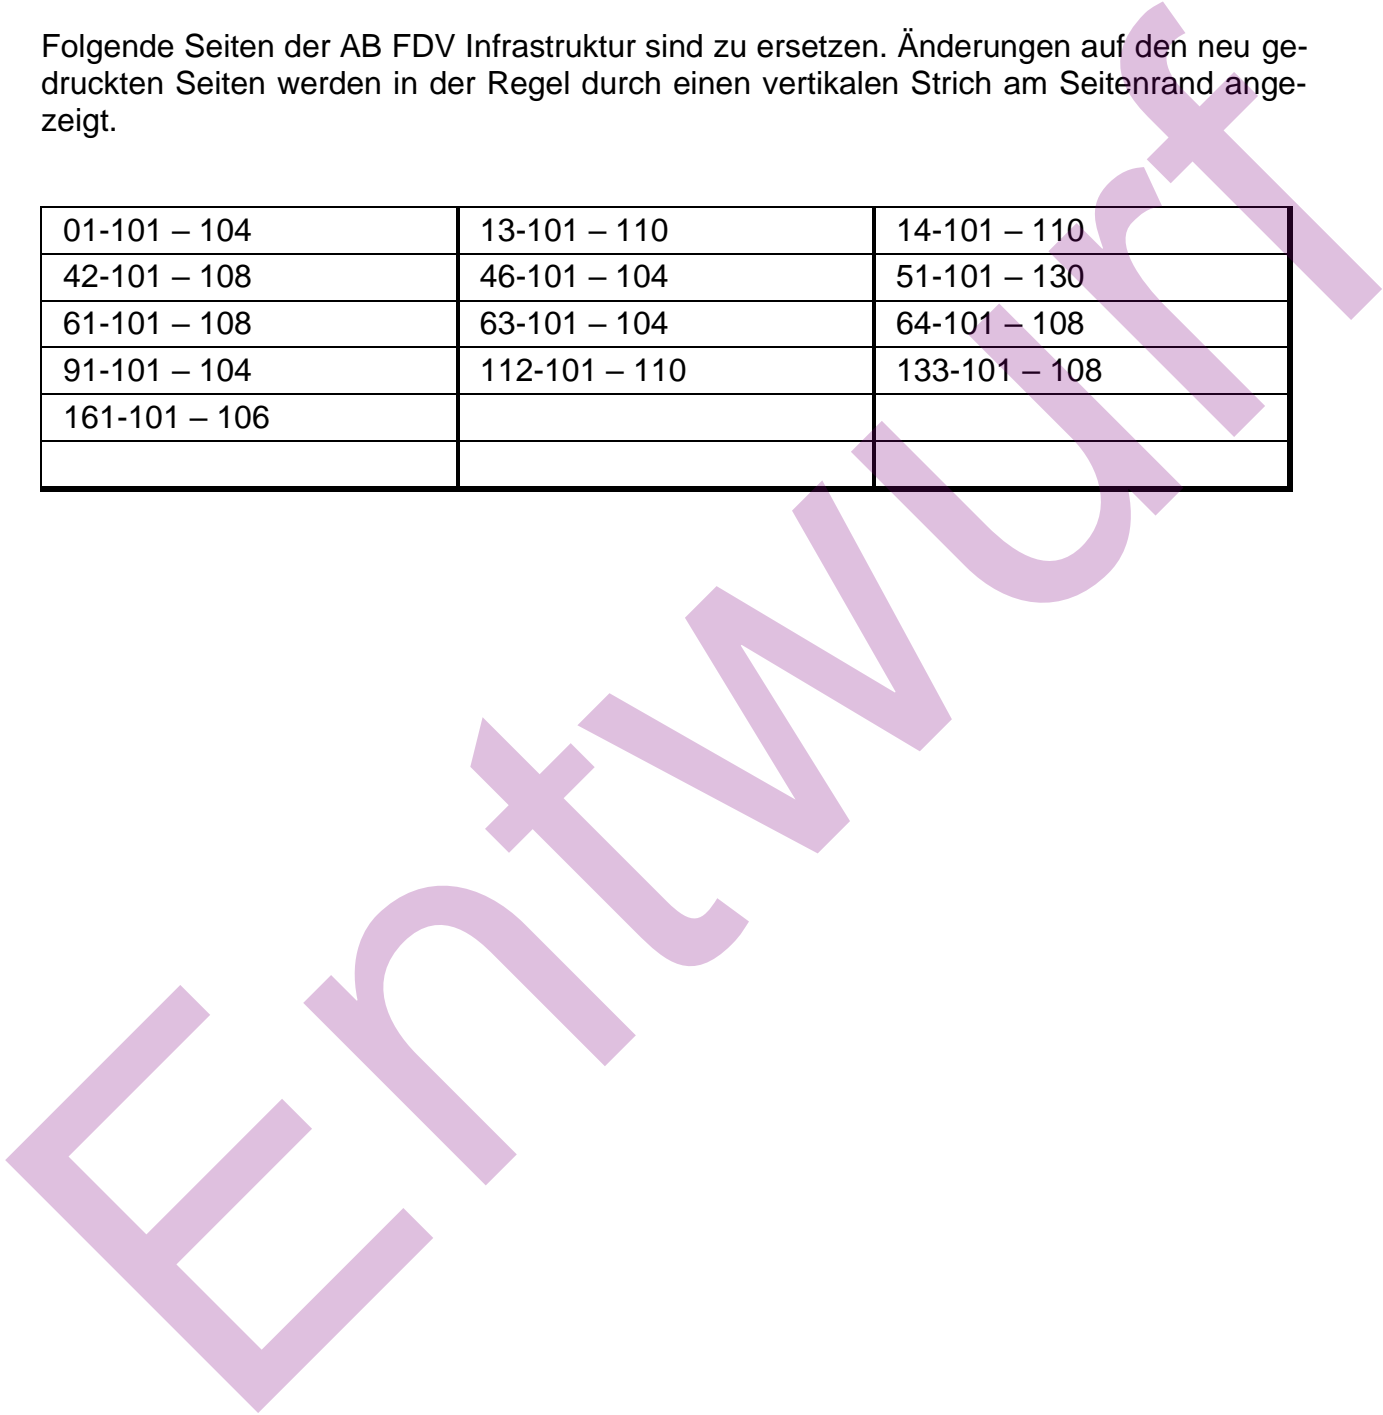 Folgende Seiten der AB FDV Infrastruktur sind zu ersetzen. Änderungen auf den neu ge-
druckten Seiten werden in der Regel durch einen vertikalen Strich am Seitenrand ange-
zeigt.
01-101 – 104 13-101 – 110 14-101 – 110
42-101 – 108 46-101 – 104 51-101 – 130
61-101 – 108 63-101 – 104 64-101 – 108
91-101 – 104 112-101 – 110 133-101 – 108
161-101 – 106
Entwurf